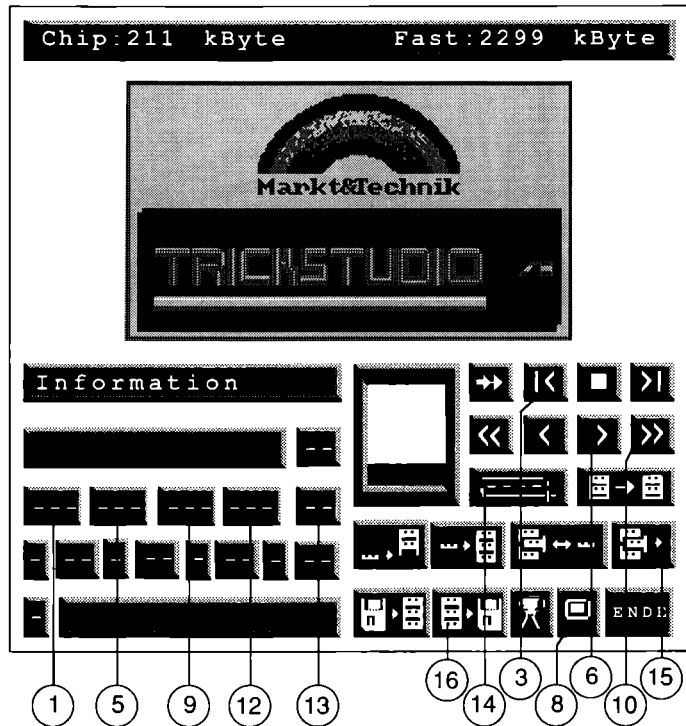 Chip:211 kByte Fast:2299 kByte
Markt&Technik
TRICKSTUDIO A
Information
ENDE
16 14 3 8 6 10 15
1 5 9 12 13